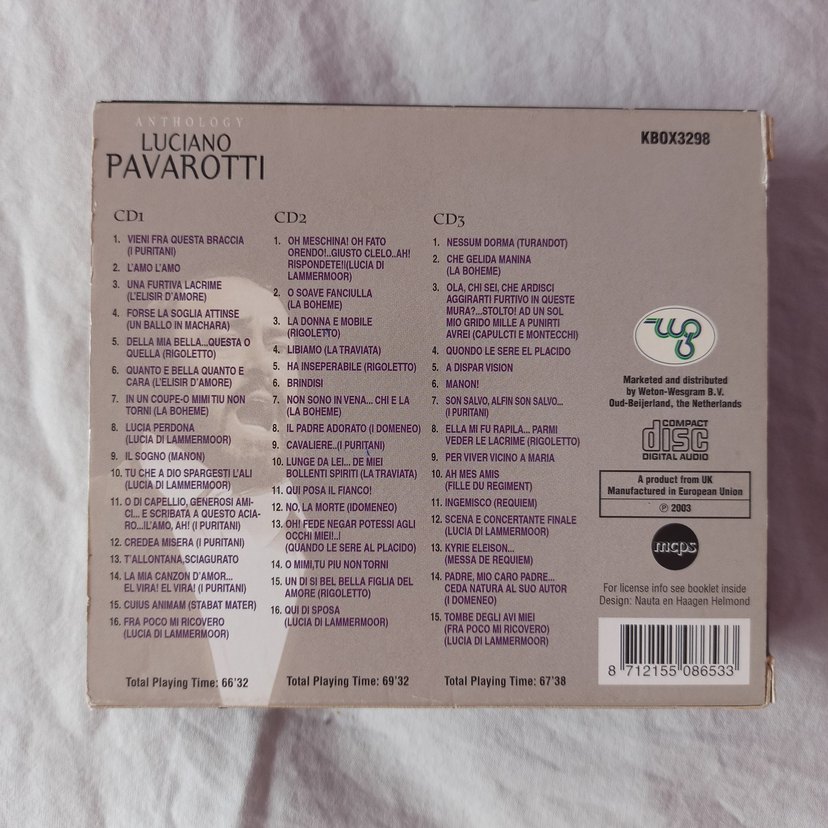 ANTHOLOGY
LUCIANO
PAVAROTTI
KBOX3298
CD1
1. VIENI FRA QUESTA BRACCIA
(I PURITANI)
2. L'AMO L'AMO
3. UNA FURTIVA LACRIME
(L'ELISIR D'AMORE)
4. FORSE LA SOGLIA ATTINSE
(UN BALLO IN MACHARA)
5. DELLA MIA BELLA...QUESTA O
QUELLA (RIGOLETTO)
6. QUANTO E BELLA QUANTO E
CARA (L'ELISIR D'AMORE)
7. IN UN COUPE-O MIMI TIU NON
TORNI (LA BOHEME)
8. LUCIA PERDONA
(LUCIA DI LAMMERMOOR)
9. IL SOGNO (MANON)
10. TU CHE A DIO SPARGESTI L'ALI
(LUCIA DI LAMMERMOOR)
11. O DI CAPELLIO, GENEROSI AMI-
CI... E SCRIBATA A QUESTO ACIA-
RO...IL'AMO, AH! (I PURITANI)
12. CREDEA MISERA (I PURITANI)
13. T'ALLONTANA,SCIAGURATO
14. LA MIA CANZON D'AMOR...
EL VIRA! EL VIRA! (I PURITANI)
15. CUIUS ANIMAM (STABAT MATER)
16. FRA POCO MI RICOVERO
(LUCIA DI LAMMERMOOR)
Total Playing Time: 66'32
CD2
1. OH MESCHINA! OH FATO
ORENDO!..GIUSTO CLELO..AH!
RISPONDETE!!(LUCIA DI
LAMMERMOOR)
2. O SOAVE FANCIULLA
(LA BOHEME)
3. LA DONNA E MOBILE
(RIGOLETTO)
4. LIBIAMO (LA TRAVIATA)
5. HA INSEPERABILE (RIGOLETTO)
6. BRINDISI
7. NON SONO IN VENA... CHI E LA
(LA BOHEME)
8. IL PADRE ADORATO (I DOMENEO)
9. CAVALIERE..(I PURITANI)
10. LUNGE DA LEI... DE MIEI
BOLLENTI SPIRITI (LA TRAVIATA)
11. QUI POSA IL FIANCO!
12. NO, LA MORTE (IDOMENEO)
13. OH! FEDE NEGAR POTESSI AGLI
OCCHI MIEI!..I
(QUANDO LE SERE AL PLACIDO)
14. O MIMI,TU PIU NON TORNI
15. UN DI SI BEL BELLA FIGLIA DEL
AMORE (RIGOLETTO)
16. QUI DI SPOSA
(LUCIA DI LAMMERMOOR)
Total Playing Time: 69'32
CD3
1. NESSUM DORMA (TURANDOT)
2. CHE GELIDA MANINA
(LA BOHEME)
3. OLA, CHI SEI, CHE ARDISCI
AGGIRARTI FURTIVO IN QUESTE
MURA?...STOLTO! AD UN SOL
MIO GRIDO MILLE A PUNIRTI
AVREI (CAPULCTI E MONTECCHI)
4. QUONDO LE SERE EL PLACIDO
5. A DISPAR VISION
6. MANON!
7. SON SALVO, ALFIN SON SALVO...
(I PURITANI)
8. ELLA MI FU RAPILA... PARMI
VEDER LE LACRIME (RIGOLETTO)
9. PER VIVER VICINO A MARIA
10. AH MES AMIS
(FILLE DU REGIMENT)
11. INGEMISCO (REQUIEM)
12. SCENA E CONCERTANTE FINALE
(LUCIA DI LAMMERMOOR)
13. KYRIE ELEISON...
(MESSA DE REQUIEM)
14. PADRE, MIO CARO PADRE...
CEDA NATURA AL SUO AUTOR
(I DOMENEO)
15. TOMBE DEGLI AVI MIEI
(FRA POCO MI RICOVERO)
(LUCIA DI LAMMERMOOR)
Total Playing Time: 67'38
Marketed and distributed
by Weton-Wesgram B.V.
Oud-Beijerland, the Netherlands
COMPACT
disc
DIGITAL AUDIO
A product from UK
Manufactured in European Union
℗ 2003
mcps
For license info see booklet inside
Design: Nauta en Haagen Helmond
8 712155 086533